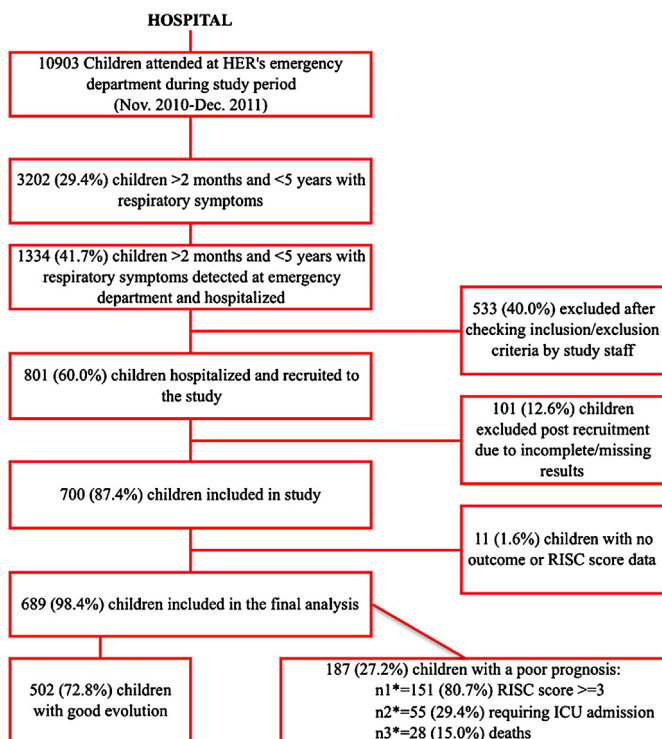 HOSPITAL
10903 Children attended at HER's emergency
department during study period
(Nov. 2010-Dec. 2011)
3202 (29.4%) children >2 months and <5 years with
respiratory symptoms
1334 (41.7%) children >2 months and <5 years with
respiratory symptoms detected at emergency
department and hospitalized
533 (40.0%) excluded after
checking inclusion/exclusion
criteria by study staff
801 (60.0%) children hospitalized and recruited to
the study
101 (12.6%) children
excluded post recruitment
due to incomplete/missing
results
700 (87.4%) children included in study
11 (1.6%) children with no
outcome or RISC score data
689 (98.4%) children included in the final analysis
502 (72.8%) children
with good evolution
187 (27.2%) children with a poor prognosis:
n1*=151 (80.7%) RISC score >=3
n2*=55 (29.4%) requiring ICU admission
n3*=28 (15.0%) deaths